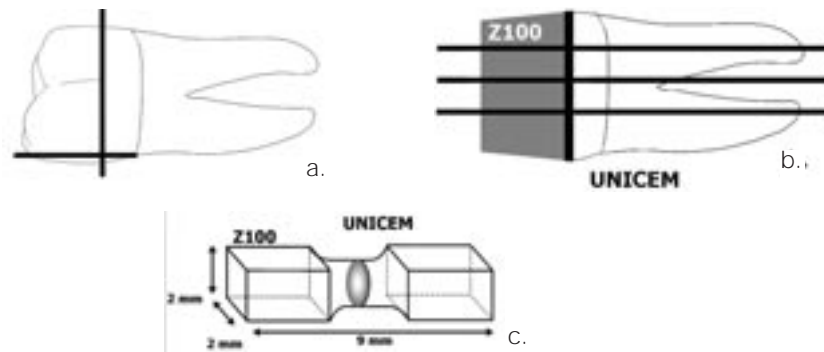 a.
Z100
UNICEM
b.
UNICEM
Z100
2 mm
2 mm
9 mm
c.